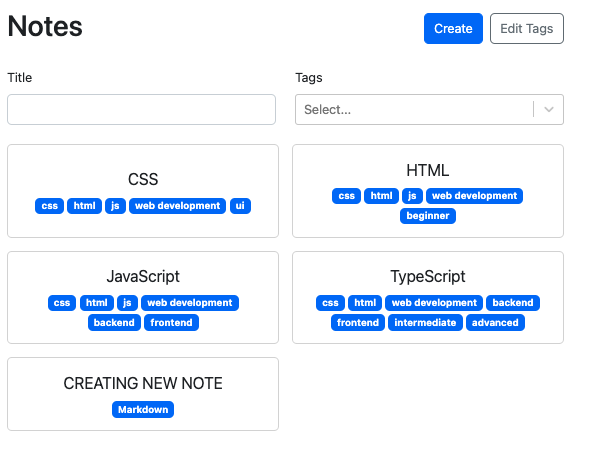 Notes
Create
Edit Tags
Title
Tags
Select...
CSS
css html js web development ui
HTML
css html js web development
beginner
JavaScript
css html js web development
backend frontend
TypeScript
css html web development backend
frontend intermediate advanced
CREATING NEW NOTE
Markdown